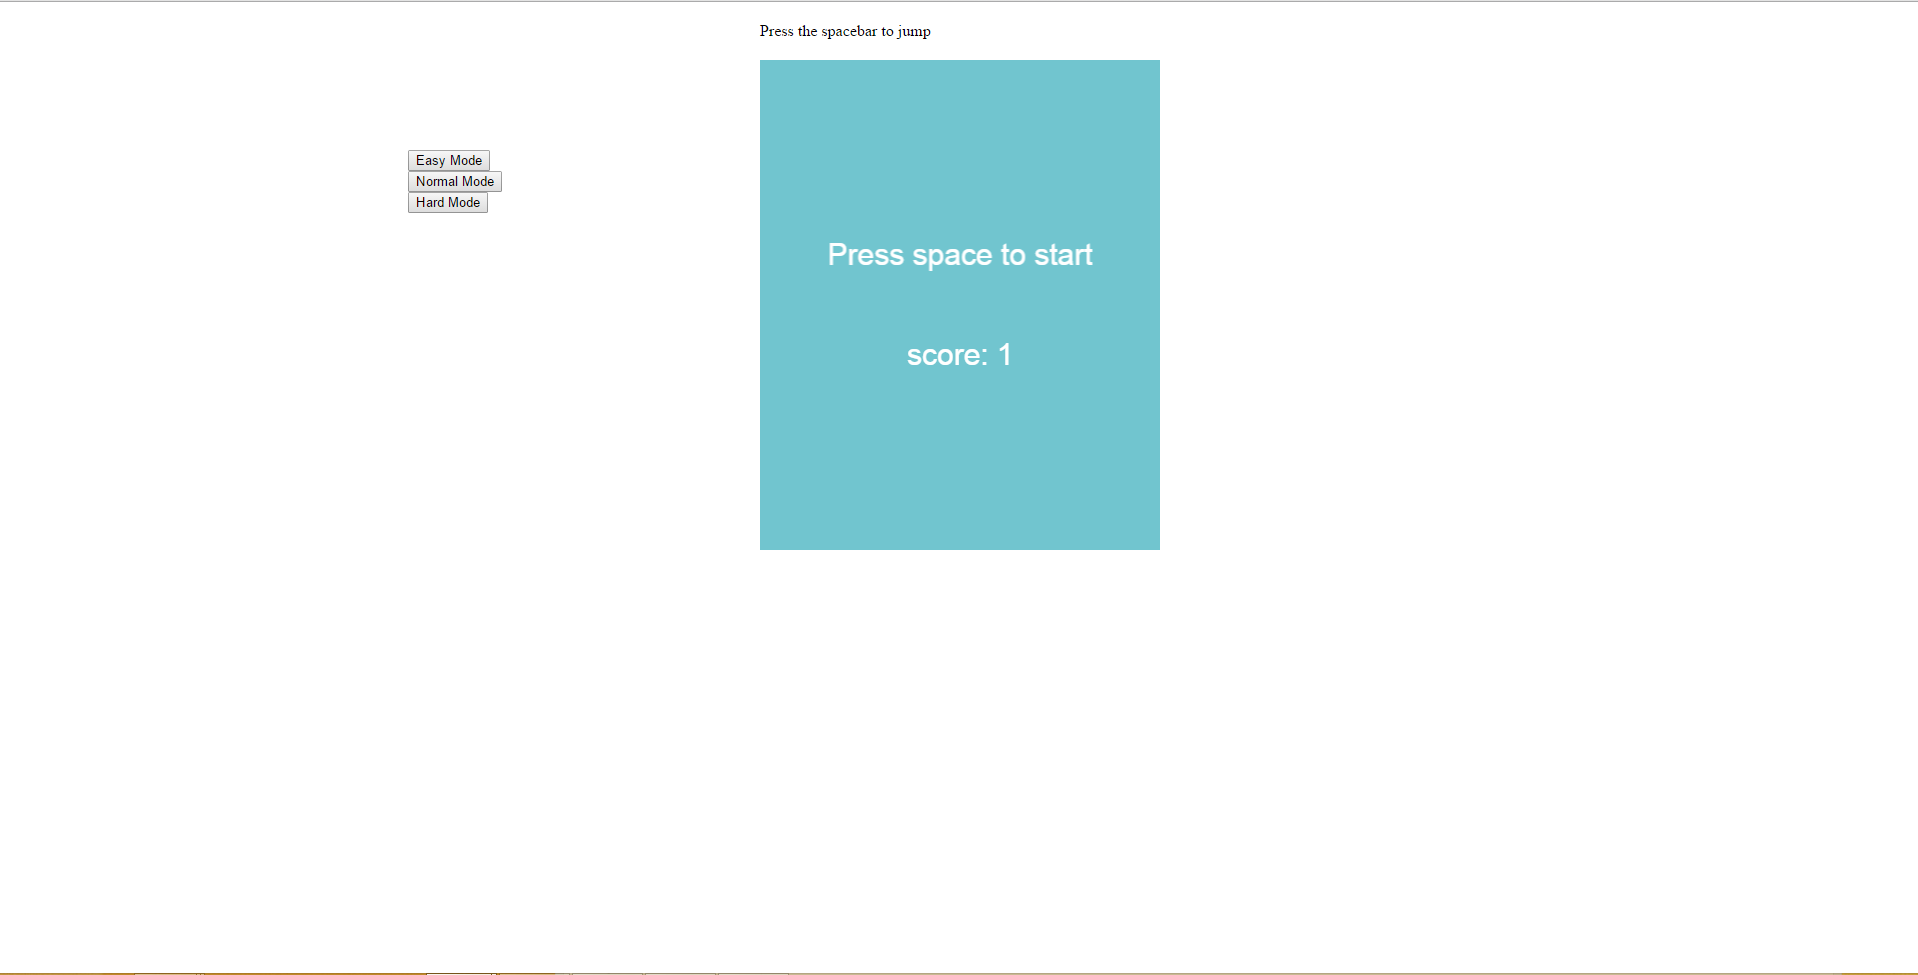 Press the spacebar to jump
Easy Mode
Normal Mode
Hard Mode
Press space to start
score: 1